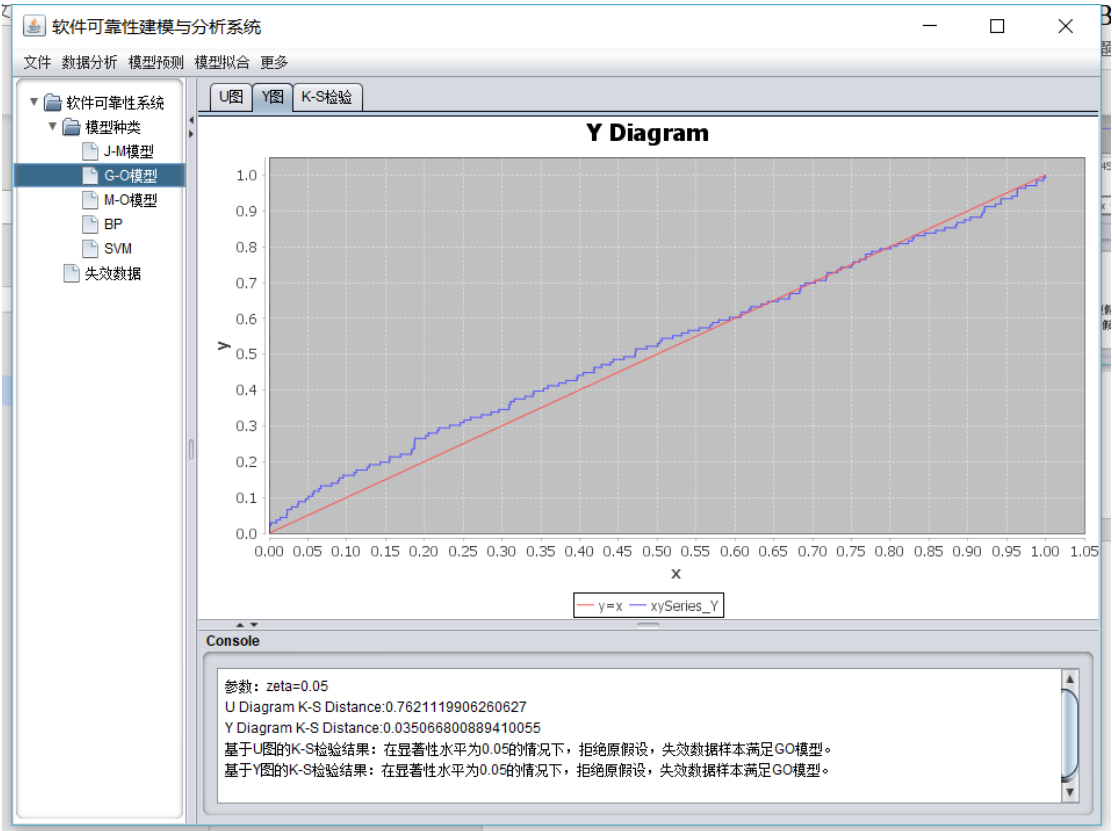 软件可靠性建模与分析系统
文件 数据分析 模型预测 模型拟合 更多
软件可靠性系统
模型种类
J-M模型
G-O模型
M-O模型
BP
SVM
失效数据
U图 Y图 K-S检验
Y Diagram
1.0
0.9
0.8
0.7
0.6
0.5
0.4
0.3
0.2
0.1
0.0
y
0.00 0.05 0.10 0.15 0.20 0.25 0.30 0.35 0.40 0.45 0.50 0.55 0.60 0.65 0.70 0.75 0.80 0.85 0.90 0.95 1.00 1.05
x
y=x xySeries_Y
Console
参数：zeta=0.05
U Diagram K-S Distance:0.7621119906260627
Y Diagram K-S Distance:0.035066800889410055
基于U图的K-S检验结果：在显著性水平为0.05的情况下，拒绝原假设，失效数据样本满足GO模型。
基于Y图的K-S检验结果：在显著性水平为0.05的情况下，拒绝原假设，失效数据样本满足GO模型。